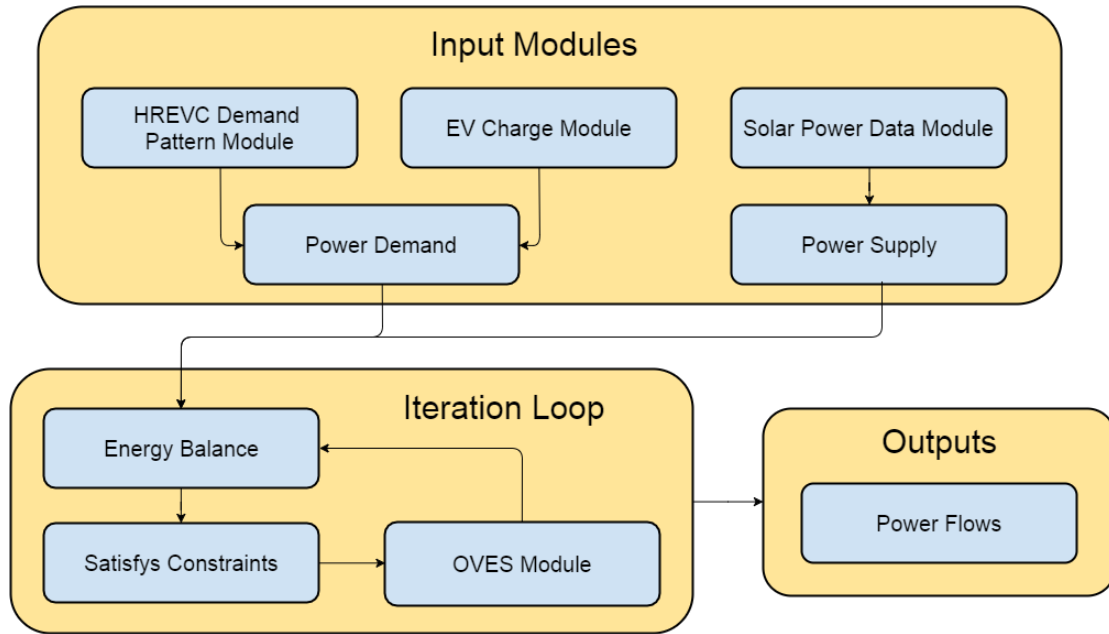 Input Modules
HREVC Demand
Pattern Module
EV Charge Module
Solar Power Data Module
Power Demand
Power Supply
Iteration Loop
Energy Balance
Satisfys Constraints
OVES Module
Outputs
Power Flows